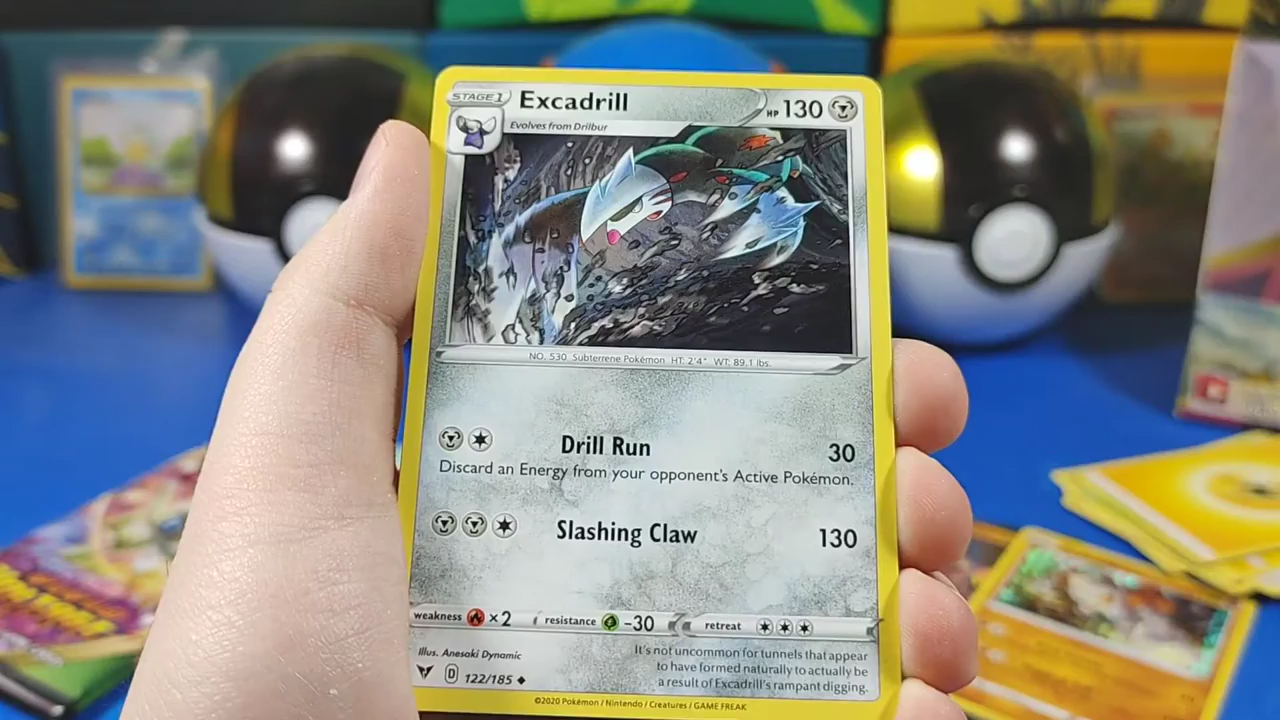 STAGE 1
Excadrill
HP 130
Evolves from Drilbur
NO. 530 Subterrene Pokémon HT: 2'4" WT: 89.1 lbs.
Drill Run 30
Discard an Energy from your opponent's Active Pokémon.
Slashing Claw 130
weakness ×2 resistance -30 retreat
Illus. Anesaki Dynamic
D 122/185
It's not uncommon for tunnels that appear
to have formed naturally to actually be
a result of Excadrill's rampant digging.
©2020 Pokémon / Nintendo / Creatures / GAME FREAK